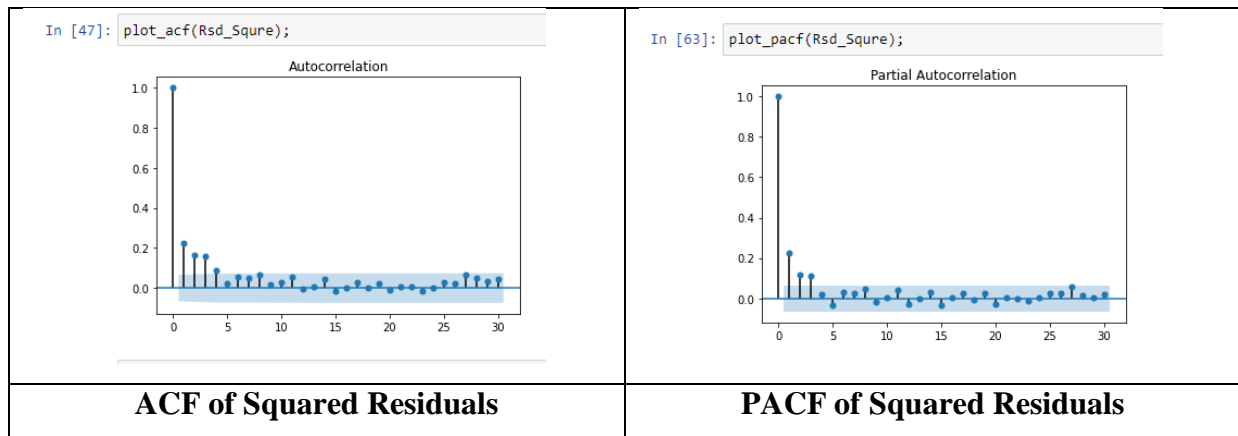 In [47]: plot_acf(Rsd_Squre);
Autocorrelation
1.0
0.8
0.6
0.4
0.2
0.0
0 5 10 15 20 25 30
ACF of Squared Residuals
In [63]: plot_pacf(Rsd_Squre);
Partial Autocorrelation
1.0
0.8
0.6
0.4
0.2
0.0
0 5 10 15 20 25 30
PACF of Squared Residuals